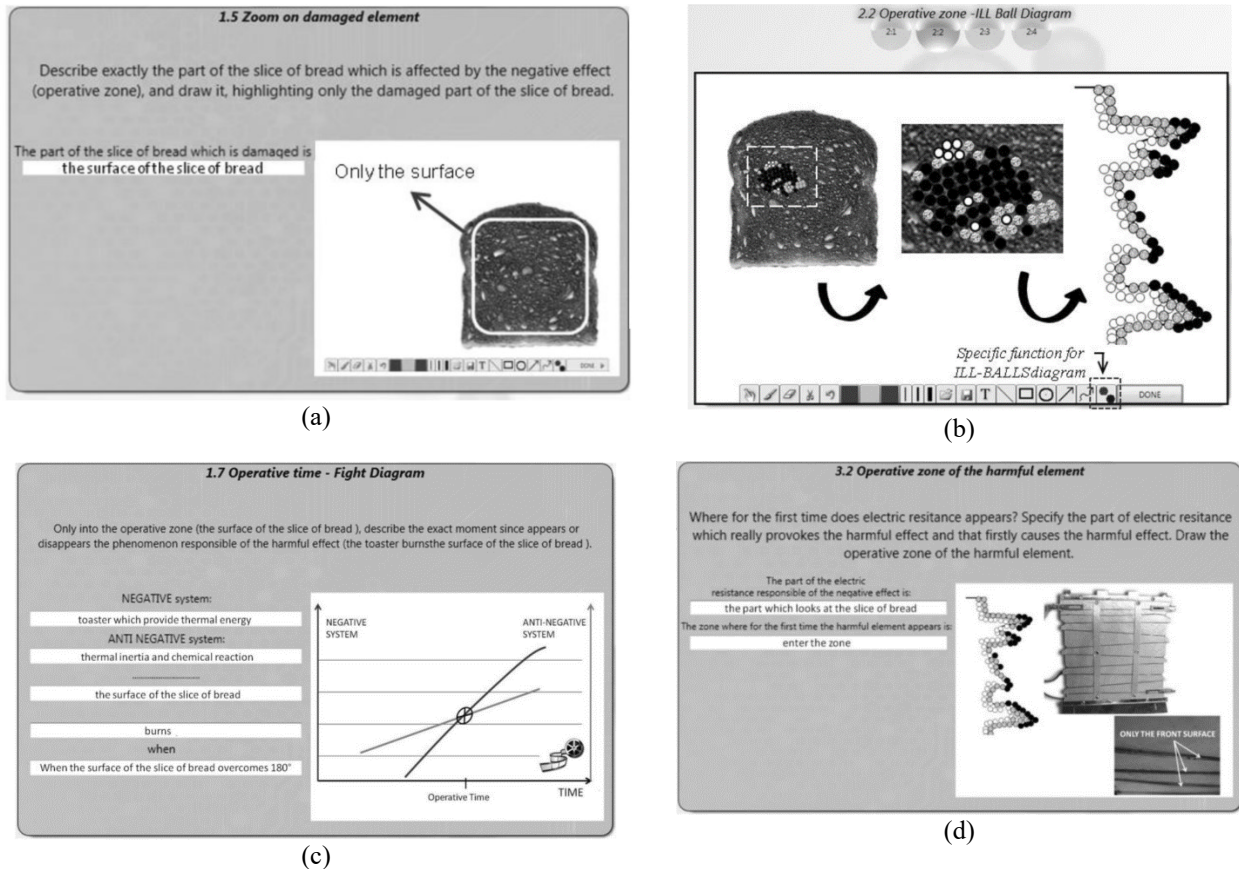 1.5 Zoom on damaged element
Describe exactly the part of the slice of bread which is affected by the negative effect
(operative zone), and draw it, highlighting only the damaged part of the slice of bread.
The part of the slice of bread which is damaged is
the surface of the slice of bread
Only the surface
T
DONE
(a)
2.2 Operative zone -ILL Ball Diagram
2:1
2:2
2:3
2:4
Specific function for
ILL-BALLSdiagram
T
DONE
(b)
1.7 Operative time - Fight Diagram
Only into the operative zone (the surface of the slice of bread ), describe the exact moment since appears or
disappears the phenomenon responsible of the harmful effect (the toaster burnsthe surface of the slice of bread ).
NEGATIVE system:
toaster which provide thermal energy
ANTI NEGATIVE system:
thermal inertia and chemical reaction
------------------------
the surface of the slice of bread
burns
when
When the surface of the slice of bread overcomes 180°
NEGATIVE
SYSTEM
ANTI-NEGATIVE
SYSTEM
Operative Time
TIME
(c)
3.2 Operative zone of the harmful element
Where for the first time does electric resitance appears? Specify the part of electric resitance
which really provokes the harmful effect and that firstly causes the harmful effect. Draw the
operative zone of the harmful element.
The part of the electric
resistance responsible of the negative effect is:
the part which looks at the slice of bread
The zone where for the first time the harmful element appears is:
enter the zone
ONLY THE FRONT SURFACE
(d)